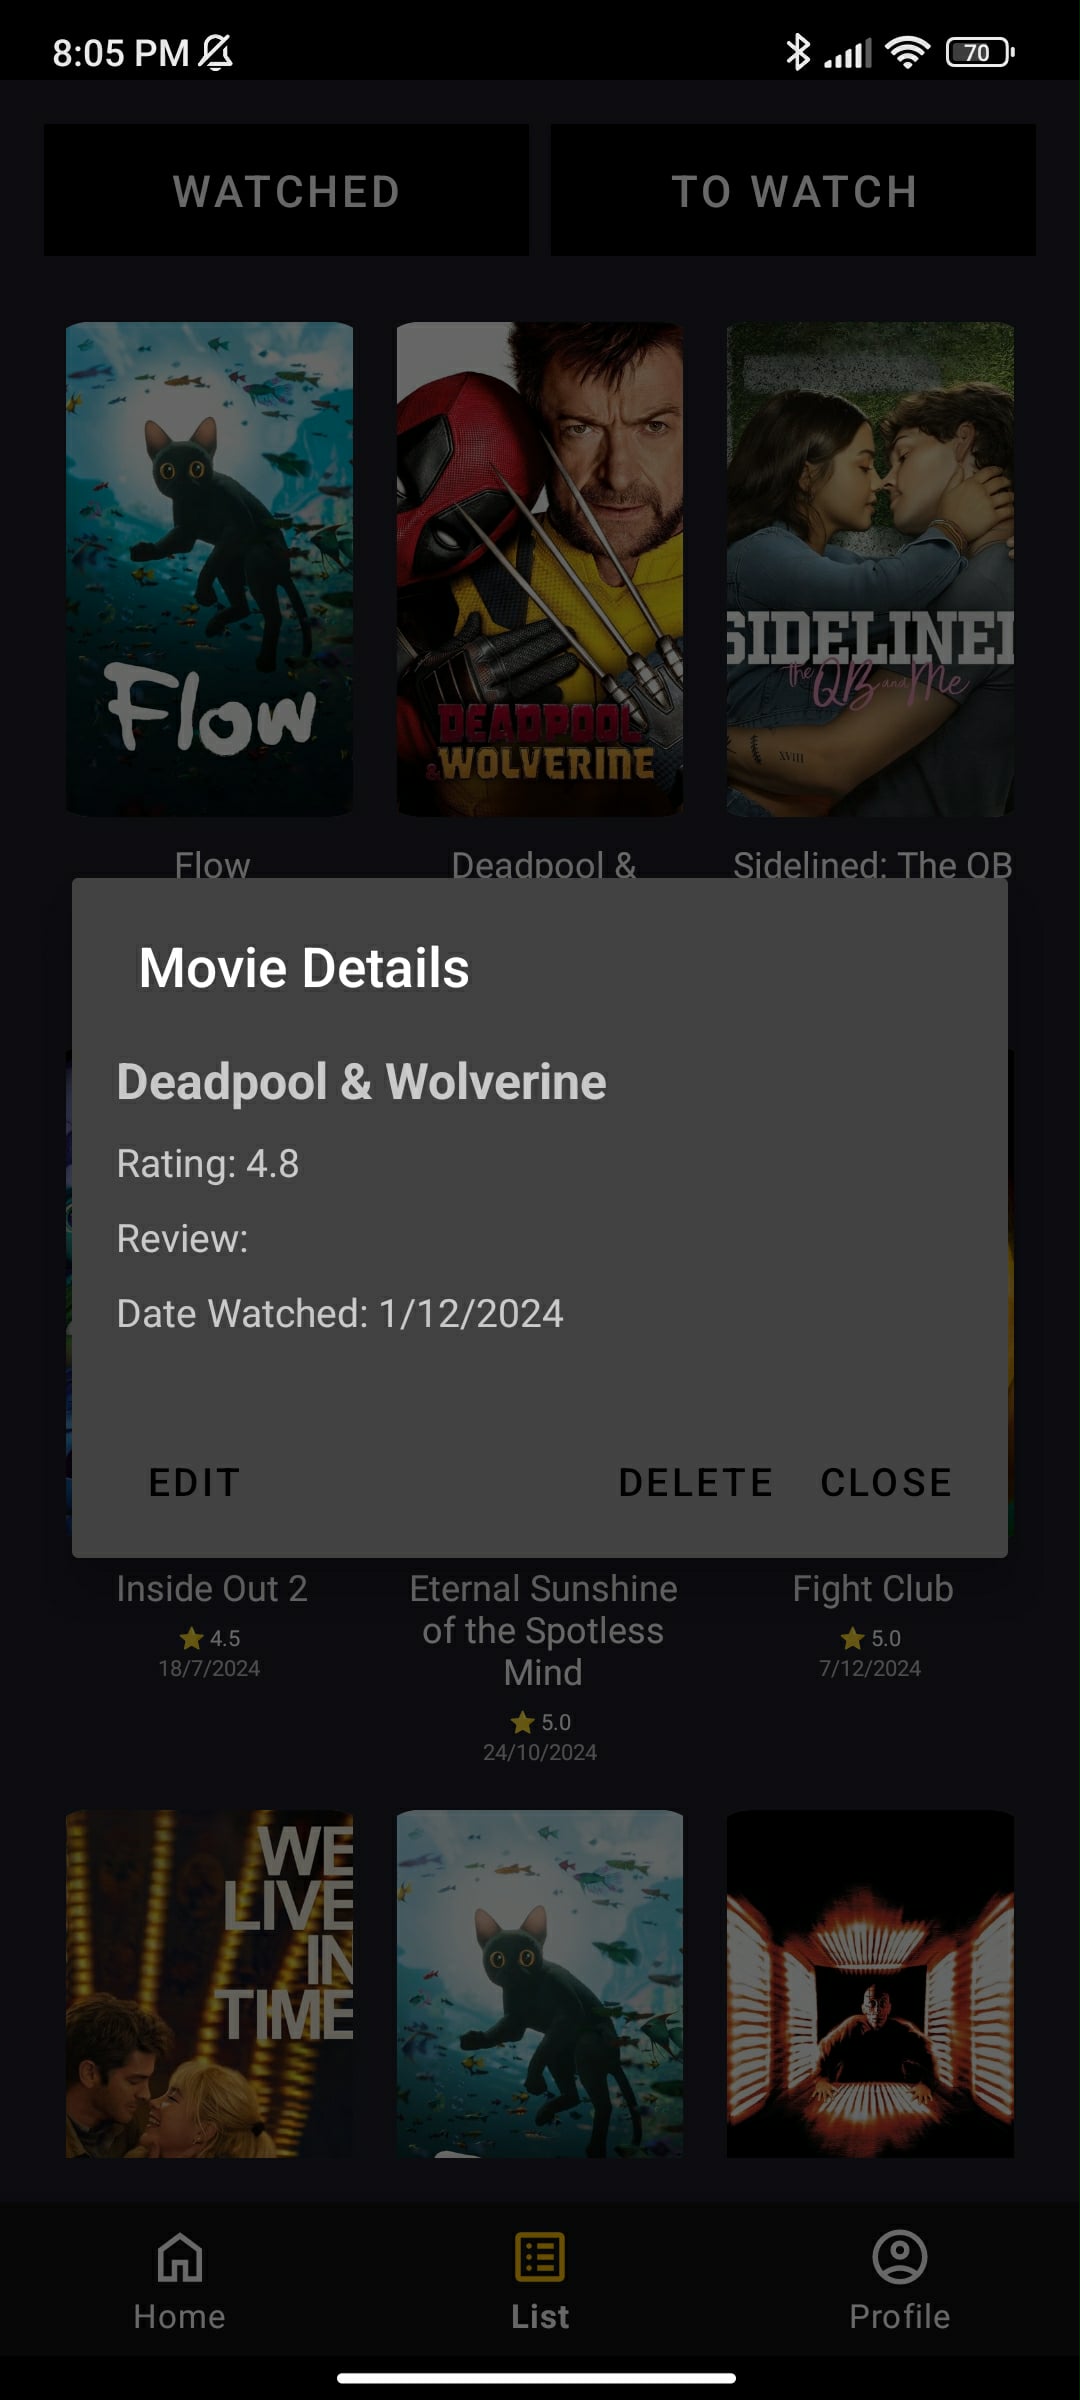 8:05 PM
70
WATCHED
TO WATCH
Flow
DEADPOOL
& WOLVERINE
SIDELINED
the QB and Me
XVIII
Flow
Deadpool &
Sidelined: The QB
Movie Details
Deadpool & Wolverine
Rating: 4.8
Review:
Date Watched: 1/12/2024
EDIT
DELETE
CLOSE
Inside Out 2
4.5
18/7/2024
Eternal Sunshine
of the Spotless
Mind
5.0
24/10/2024
Fight Club
5.0
7/12/2024
WE
LIVE
IN
TIME
Home
List
Profile